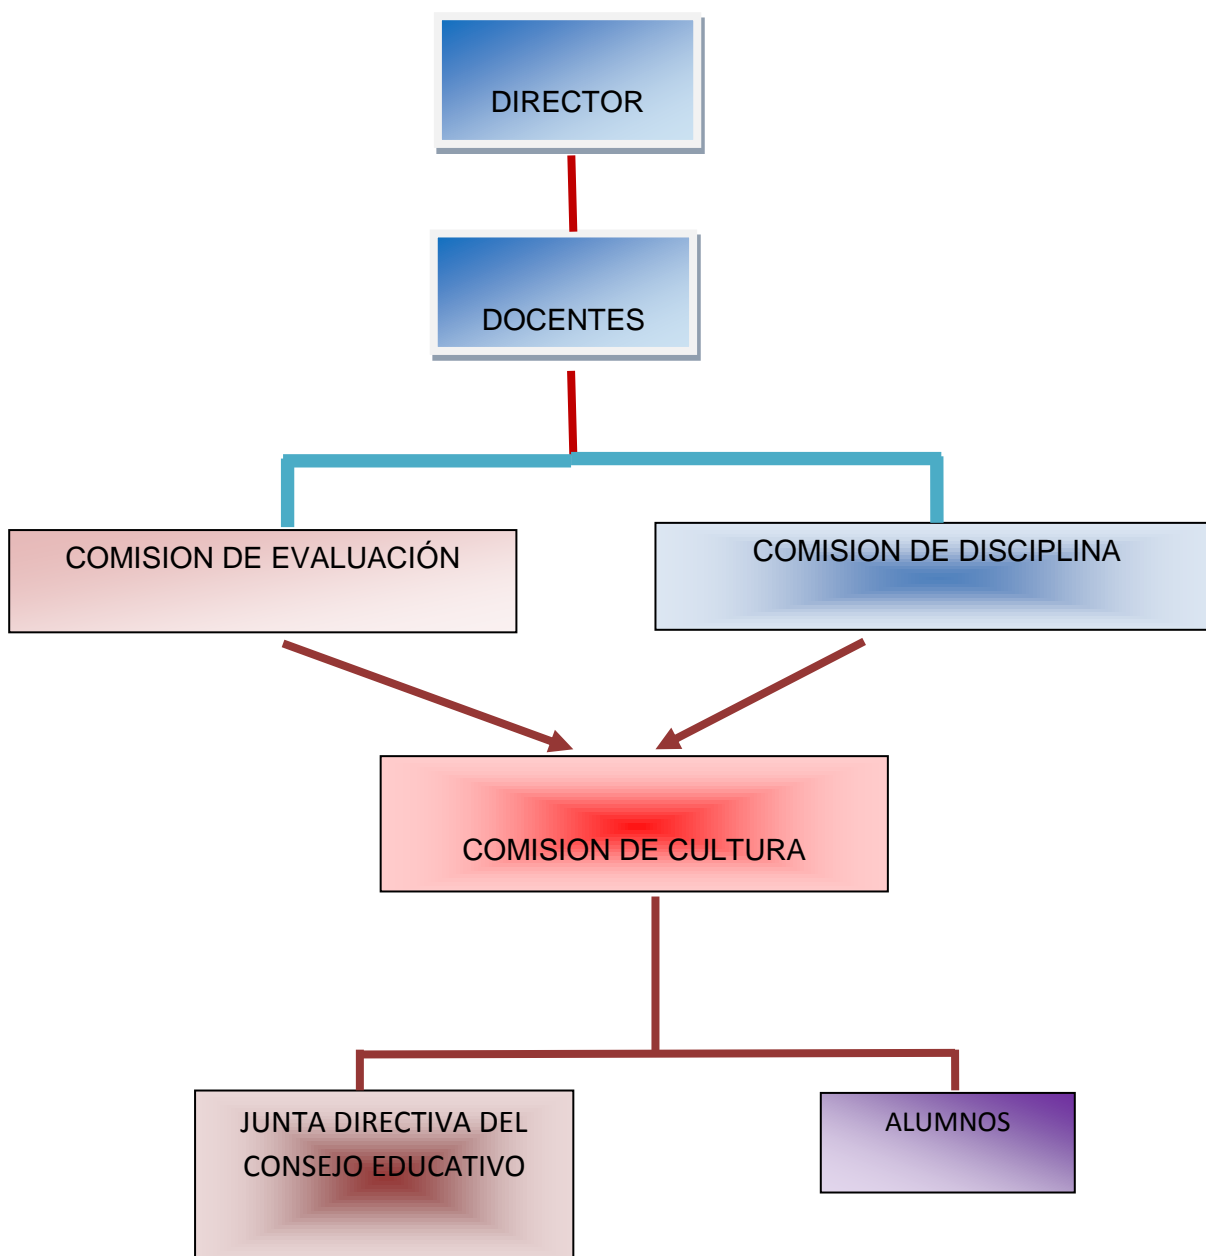 DIRECTOR
DOCENTES
COMISION DE EVALUACIÓN
COMISION DE DISCIPLINA
COMISION DE CULTURA
JUNTA DIRECTIVA DEL
CONSEJO EDUCATIVO
ALUMNOS